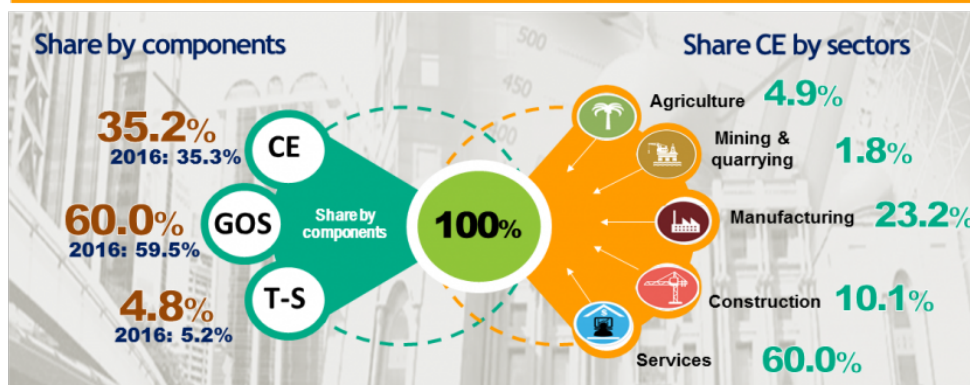 Share by components
35.2%
2016: 35.3%
CE
60.0%
2016: 59.5%
GOS
4.8%
2016: 5.2%
T-S
Share by
components
100%
Share CE by sectors
Agriculture 4.9%
Mining &
quarrying 1.8%
Manufacturing 23.2%
Construction 10.1%
Services 60.0%
500
450